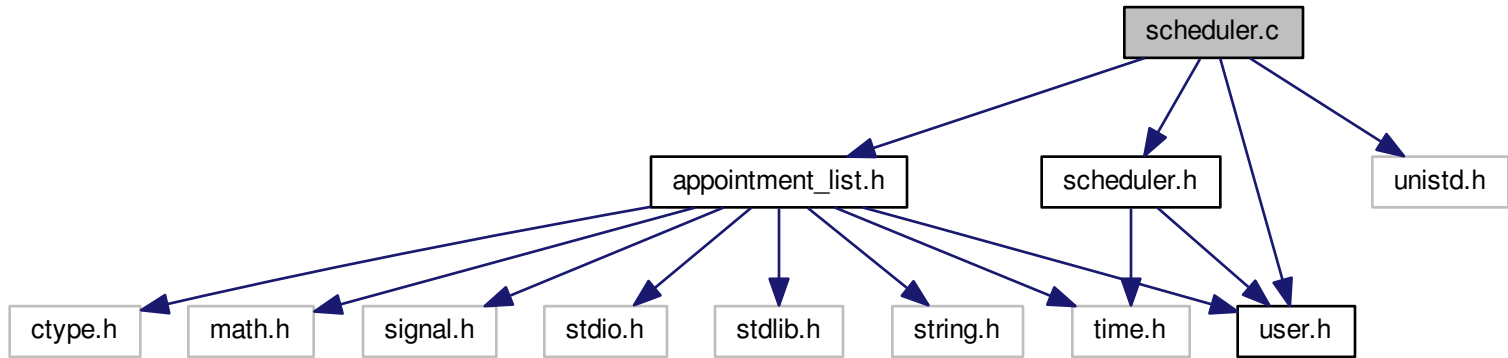 scheduler.c
appointment_list.h
scheduler.h
unistd.h
ctype.h
math.h
signal.h
stdio.h
stdlib.h
string.h
time.h
user.h